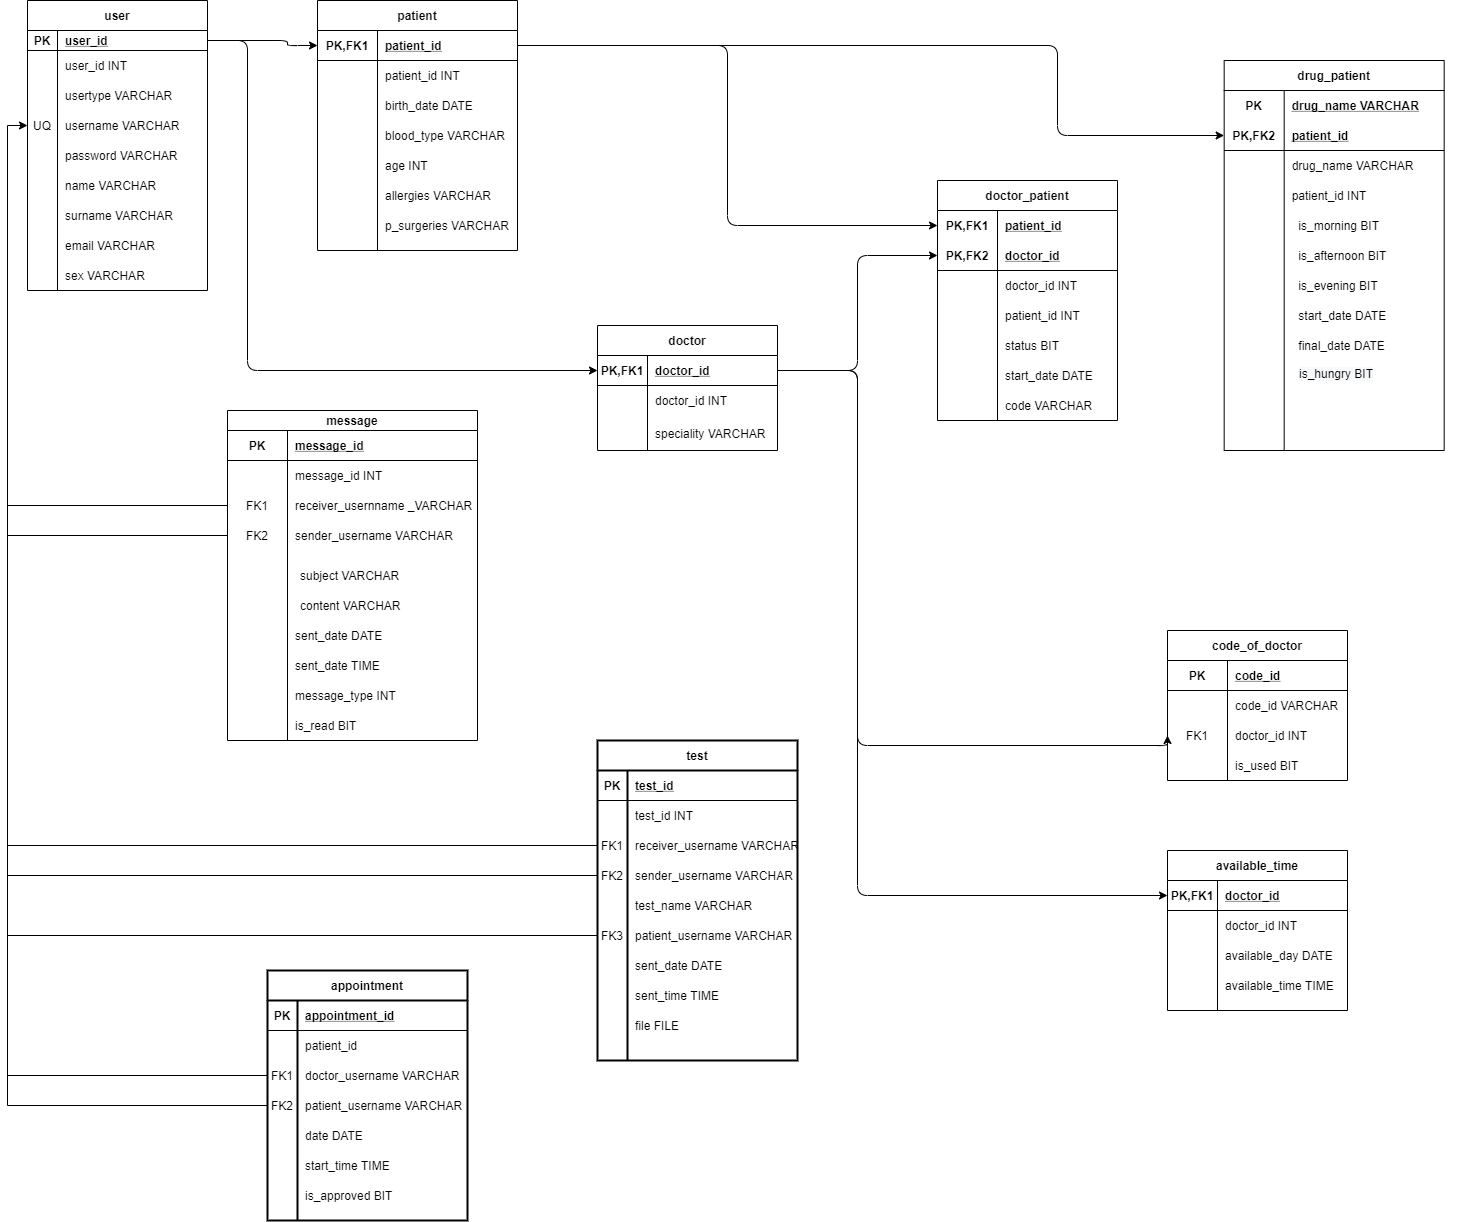 user
PK user_id
user_id INT
usertype VARCHAR
UQ username VARCHAR
password VARCHAR
name VARCHAR
surname VARCHAR
email VARCHAR
sex VARCHAR
patient
PK,FK1 patient_id
patient_id INT
birth_date DATE
blood_type VARCHAR
age INT
allergies VARCHAR
p_surgeries VARCHAR
drug_patient
PK drug_name VARCHAR
PK,FK2 patient_id
drug_name VARCHAR
patient_id INT
is_morning BIT
is_afternoon BIT
is_evening BIT
start_date DATE
final_date DATE
is_hungry BIT
doctor_patient
PK,FK1 patient_id
PK,FK2 doctor_id
doctor_id INT
patient_id INT
status BIT
start_date DATE
code VARCHAR
doctor
PK,FK1 doctor_id
doctor_id INT
speciality VARCHAR
message
PK message_id
message_id INT
FK1 receiver_usernname _VARCHAR
FK2 sender_username VARCHAR
subject VARCHAR
content VARCHAR
sent_date DATE
sent_date TIME
message_type INT
is_read BIT
code_of_doctor
PK code_id
code_id VARCHAR
FK1 doctor_id INT
is_used BIT
test
PK test_id
test_id INT
FK1 receiver_username VARCHAR
FK2 sender_username VARCHAR
test_name VARCHAR
FK3 patient_username VARCHAR
sent_date DATE
sent_time TIME
file FILE
available_time
PK,FK1 doctor_id
doctor_id INT
available_day DATE
available_time TIME
appointment
PK appointment_id
patient_id
FK1 doctor_username VARCHAR
FK2 patient_username VARCHAR
date DATE
start_time TIME
is_approved BIT